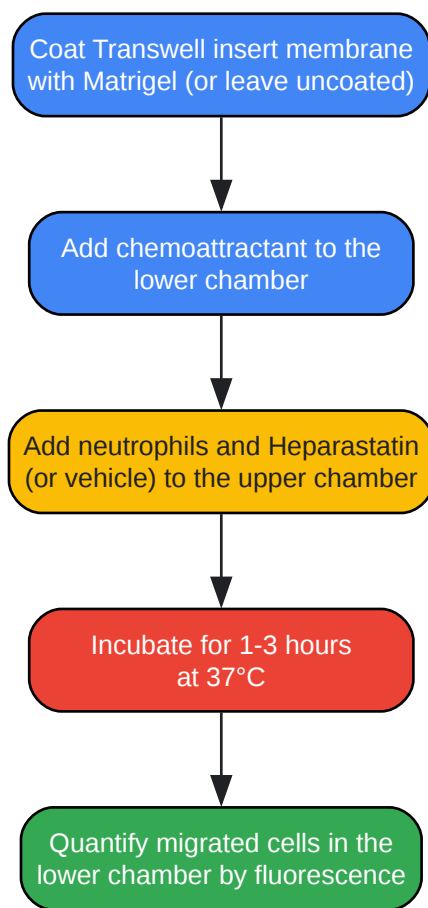 Coat Transwell insert membrane
with Matrigel (or leave uncoated)
Add chemoattractant to the
lower chamber
Add neutrophils and Heparastatin
(or vehicle) to the upper chamber
Incubate for 1-3 hours
at 37°C
Quantify migrated cells in the
lower chamber by fluorescence